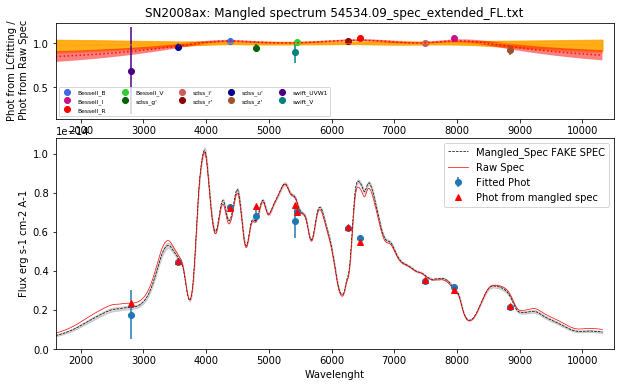 SN2008ax: Mangled spectrum 54534.09_spec_extended_FL.txt
Phot from LCfitting /
Phot from Raw Spec
1.0
0.5
Bessell_B
Bessell_I
Bessell_R
Bessell_V
sdss_g'
sdss_i'
sdss_r'
sdss_u'
sdss_z'
swift_UVW1
swift_V
2000 3000 4000 5000 6000 7000 8000 9000 10000
1e−14
Flux erg s-1 cm-2 A-1
1.0
0.8
0.6
0.4
0.2
0.0
Mangled_Spec FAKE SPEC
Raw Spec
Fitted Phot
Phot from mangled spec
2000 3000 4000 5000 6000 7000 8000 9000 10000
Wavelenght